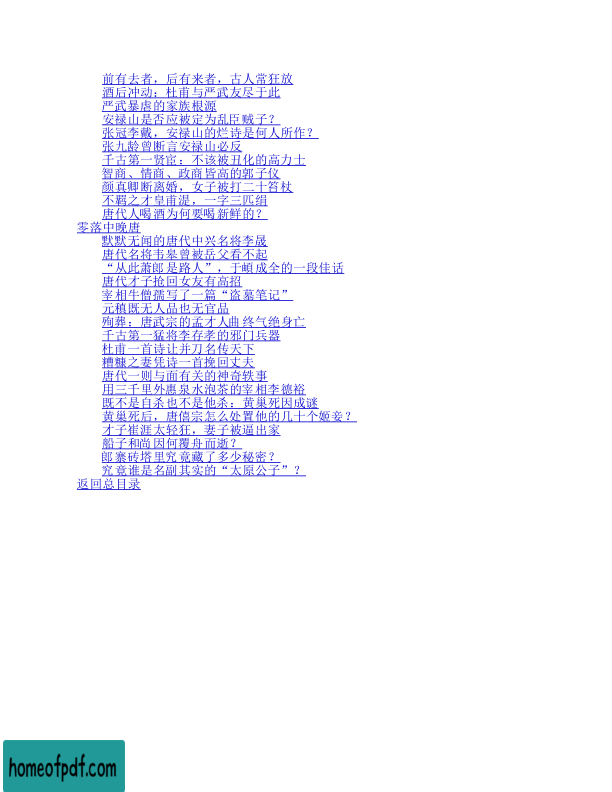 前有去者，后有来者，古人常狂放
酒后冲动：杜甫与严武友尽于此
严武暴虐的家族根源
安禄山是否应被定为乱臣贼子？
张冠李戴，安禄山的烂诗是何人所作？
张九龄曾断言安禄山必反
千古第一贤宦：不该被丑化的高力士
智商、情商、政商皆高的郭子仪
颜真卿断离婚，女子被打二十笞杖
不羁之才皇甫湜，一字三匹绢
唐代人喝酒为何要喝新鲜的？
零落中晚唐
默默无闻的唐代中兴名将李晟
唐代名将韦皋曾被岳父看不起
“从此萧郎是路人”，于頔成全的一段佳话
唐代才子抢回女友有高招
宰相牛僧孺写了一篇“盗墓笔记”
元稹既无人品也无官品
殉葬：唐武宗的孟才人曲终气绝身亡
千古第一猛将李存孝的邪门兵器
杜甫一首诗让并刀名传天下
糟糠之妻凭诗一首挽回丈夫
唐代一则与面有关的神奇轶事
用三千里外惠泉水泡茶的宰相李德裕
既不是自杀也不是他杀：黄巢死因成谜
黄巢死后，唐僖宗怎么处置他的几十个姬妾？
才子崔涯太轻狂，妻子被逼出家
船子和尚因何覆舟而逝？
郎寨砖塔里究竟藏了多少秘密？
究竟谁是名副其实的“太原公子”？
返回总目录
homeofpdf.com